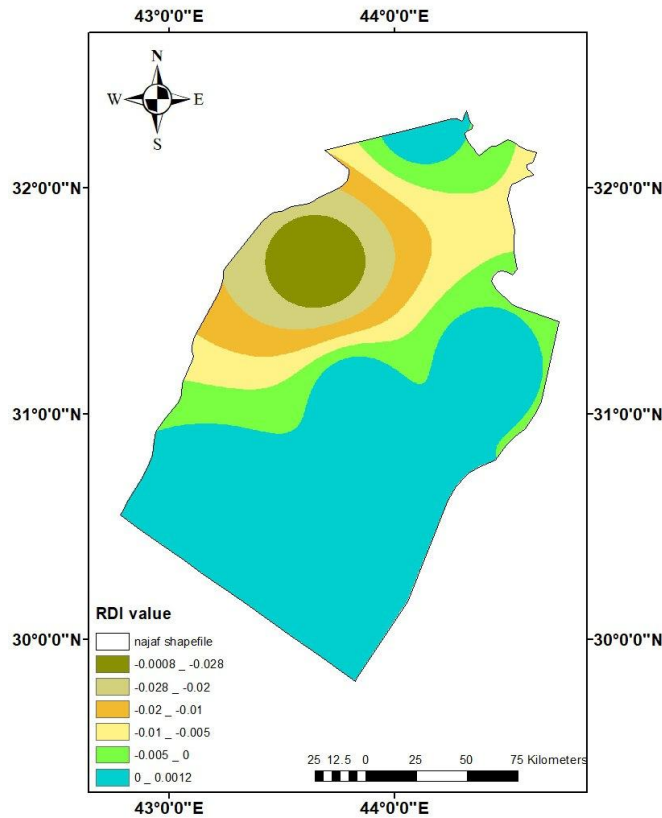 43°0'0"E 44°0'0"E
N
W E
S
32°0'0"N 32°0'0"N
31°0'0"N 31°0'0"N
30°0'0"N 30°0'0"N
RDI value
najaf shapefile
-0.0008 _ -0.028
-0.028 _ -0.02
-0.02 _ -0.01
-0.01 _ -0.005
-0.005 _ 0
0 _ 0.0012
25 12.5 0 25 50 75 Kilometers
43°0'0"E 44°0'0"E